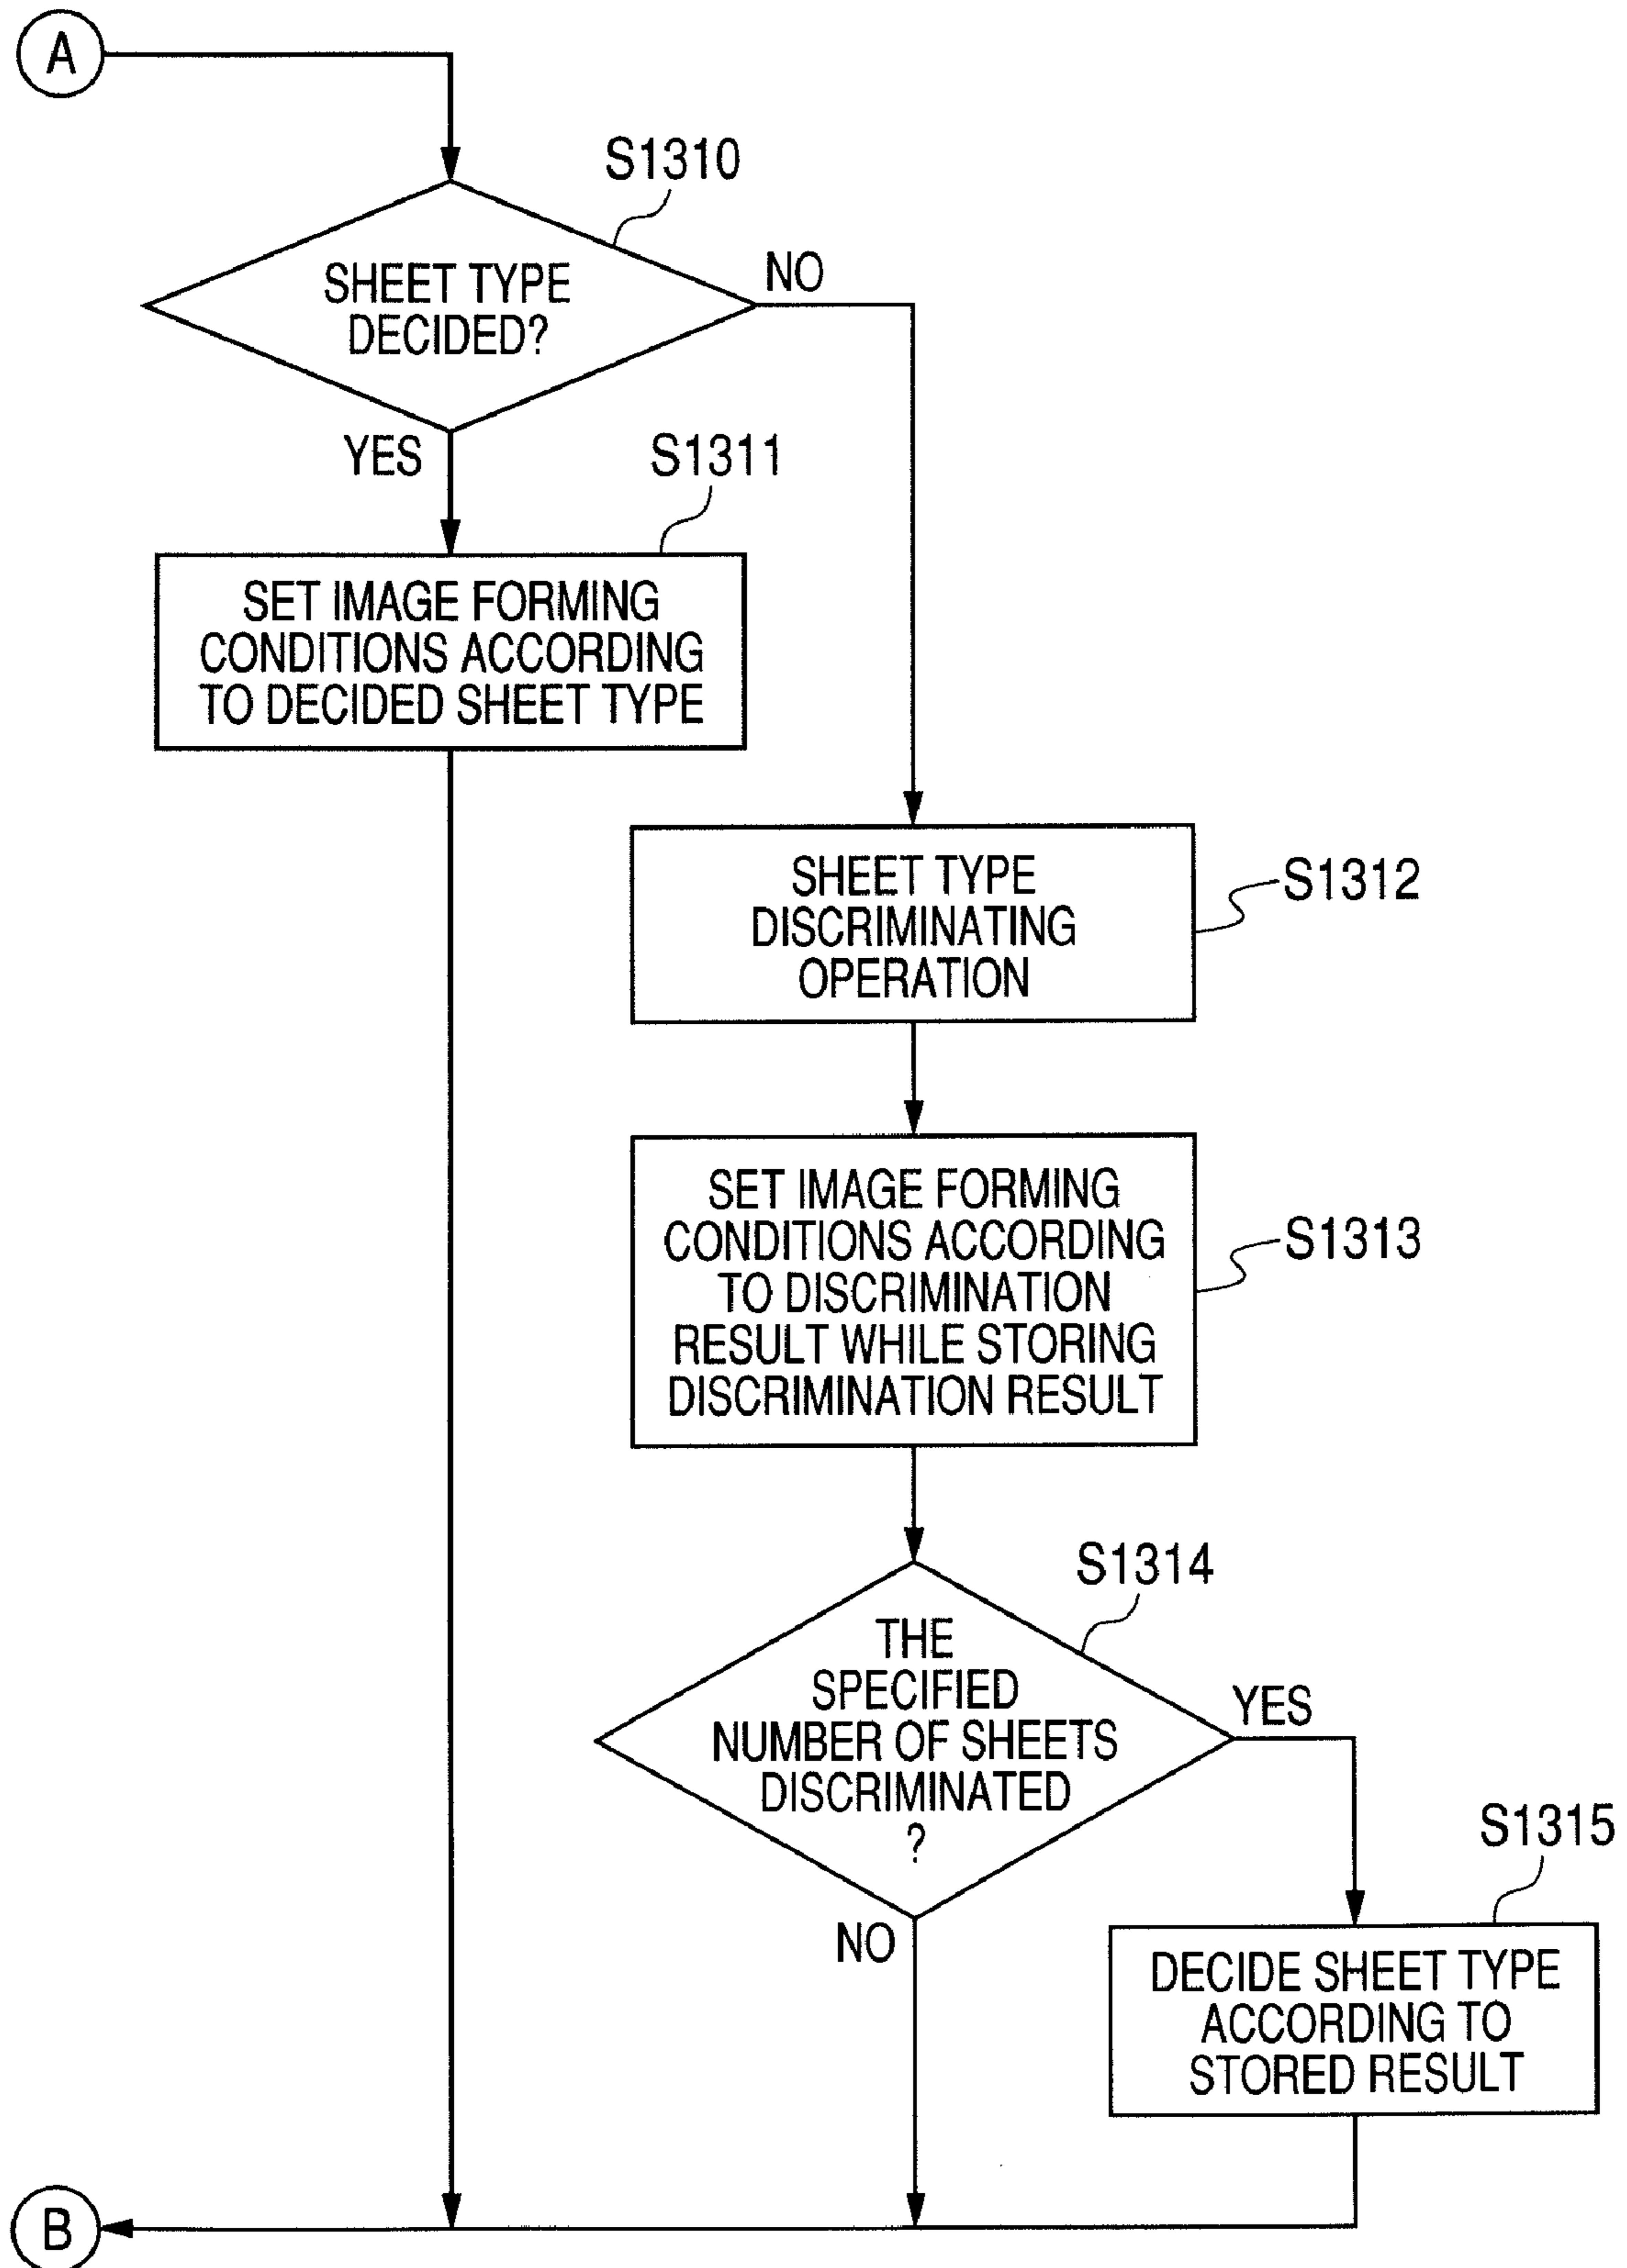 A
S1310
SHEET TYPE
DECIDED?
NO
YES
S1311
SET IMAGE FORMING
CONDITIONS ACCORDING
TO DECIDED SHEET TYPE
SHEET TYPE
DISCRIMINATING
OPERATION
S1312
SET IMAGE FORMING
CONDITIONS ACCORDING
TO DISCRIMINATION
RESULT WHILE STORING
DISCRIMINATION RESULT
S1313
S1314
THE
SPECIFIED
NUMBER OF SHEETS
DISCRIMINATED
?
YES
NO
S1315
DECIDE SHEET TYPE
ACCORDING TO
STORED RESULT
B